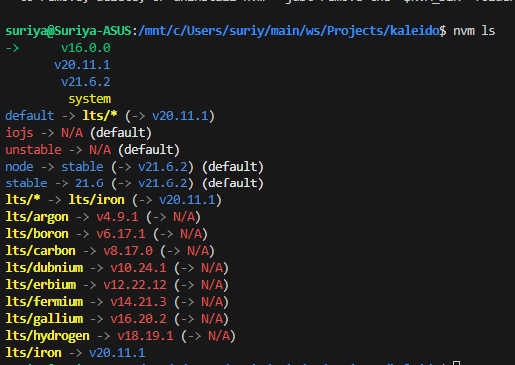 suriya@Suriya-ASUS:/mnt/c/Users/suriy/main/ws/Projects/kaleido$ nvm ls
->      v16.0.0
       v20.11.1
        v21.6.2
         system
default -> lts/* (-> v20.11.1)
iojs -> N/A (default)
unstable -> N/A (default)
node -> stable (-> v21.6.2) (default)
stable -> 21.6 (-> v21.6.2) (default)
lts/* -> lts/iron (-> v20.11.1)
lts/argon -> v4.9.1 (-> N/A)
lts/boron -> v6.17.1 (-> N/A)
lts/carbon -> v8.17.0 (-> N/A)
lts/dubnium -> v10.24.1 (-> N/A)
lts/erbium -> v12.22.12 (-> N/A)
lts/fermium -> v14.21.3 (-> N/A)
lts/gallium -> v16.20.2 (-> N/A)
lts/hydrogen -> v18.19.1 (-> N/A)
lts/iron -> v20.11.1